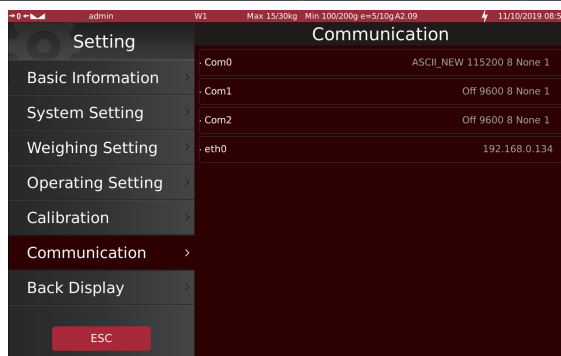 →0← admin W1 Max 15/30kg Min 100/200g e=5/10g A2.09 11/10/2019 08:5
Setting
Communication
Basic Information
System Setting
Weighing Setting
Operating Setting
Calibration
Communication
Back Display
ESC
Com0 ASCII_NEW 115200 8 None 1
Com1 Off 9600 8 None 1
Com2 Off 9600 8 None 1
eth0 192.168.0.134